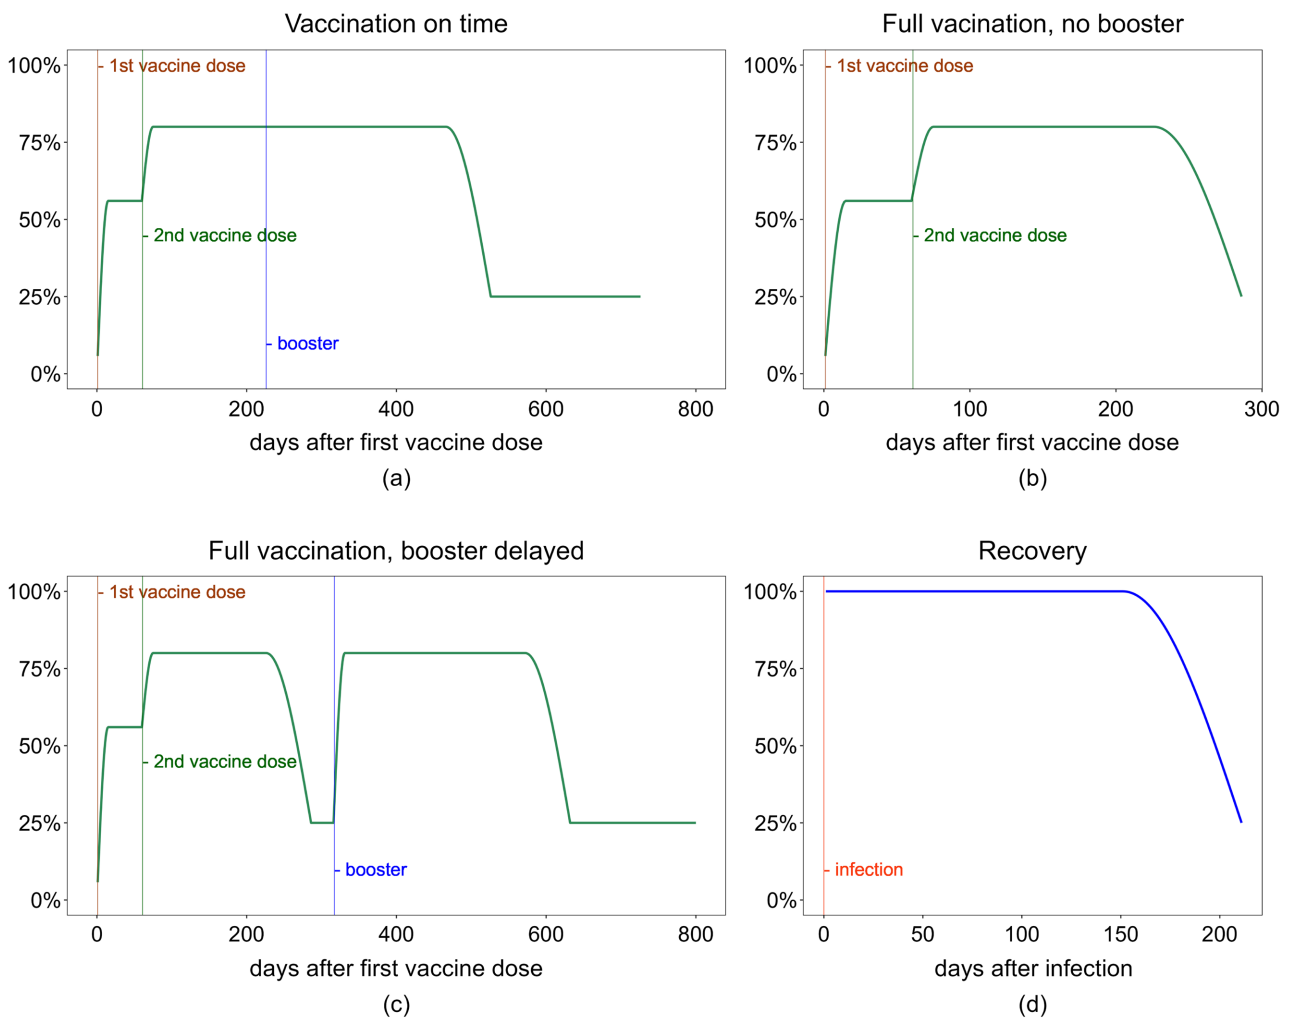 Vaccination on time
100%
- 1st vaccine dose
75%
50%
- 2nd vaccine dose
25%
- booster
0%
0 200 400 600 800
days after first vaccine dose
(a)
Full vacination, no booster
100%
- 1st vaccine dose
75%
50%
- 2nd vaccine dose
25%
0%
0 100 200 300
days after first vaccine dose
(b)
Full vaccination, booster delayed
100%
- 1st vaccine dose
75%
50%
- 2nd vaccine dose
25%
- booster
0%
0 200 400 600 800
days after first vaccine dose
(c)
Recovery
100%
75%
50%
25%
- infection
0%
0 50 100 150 200
days after infection
(d)